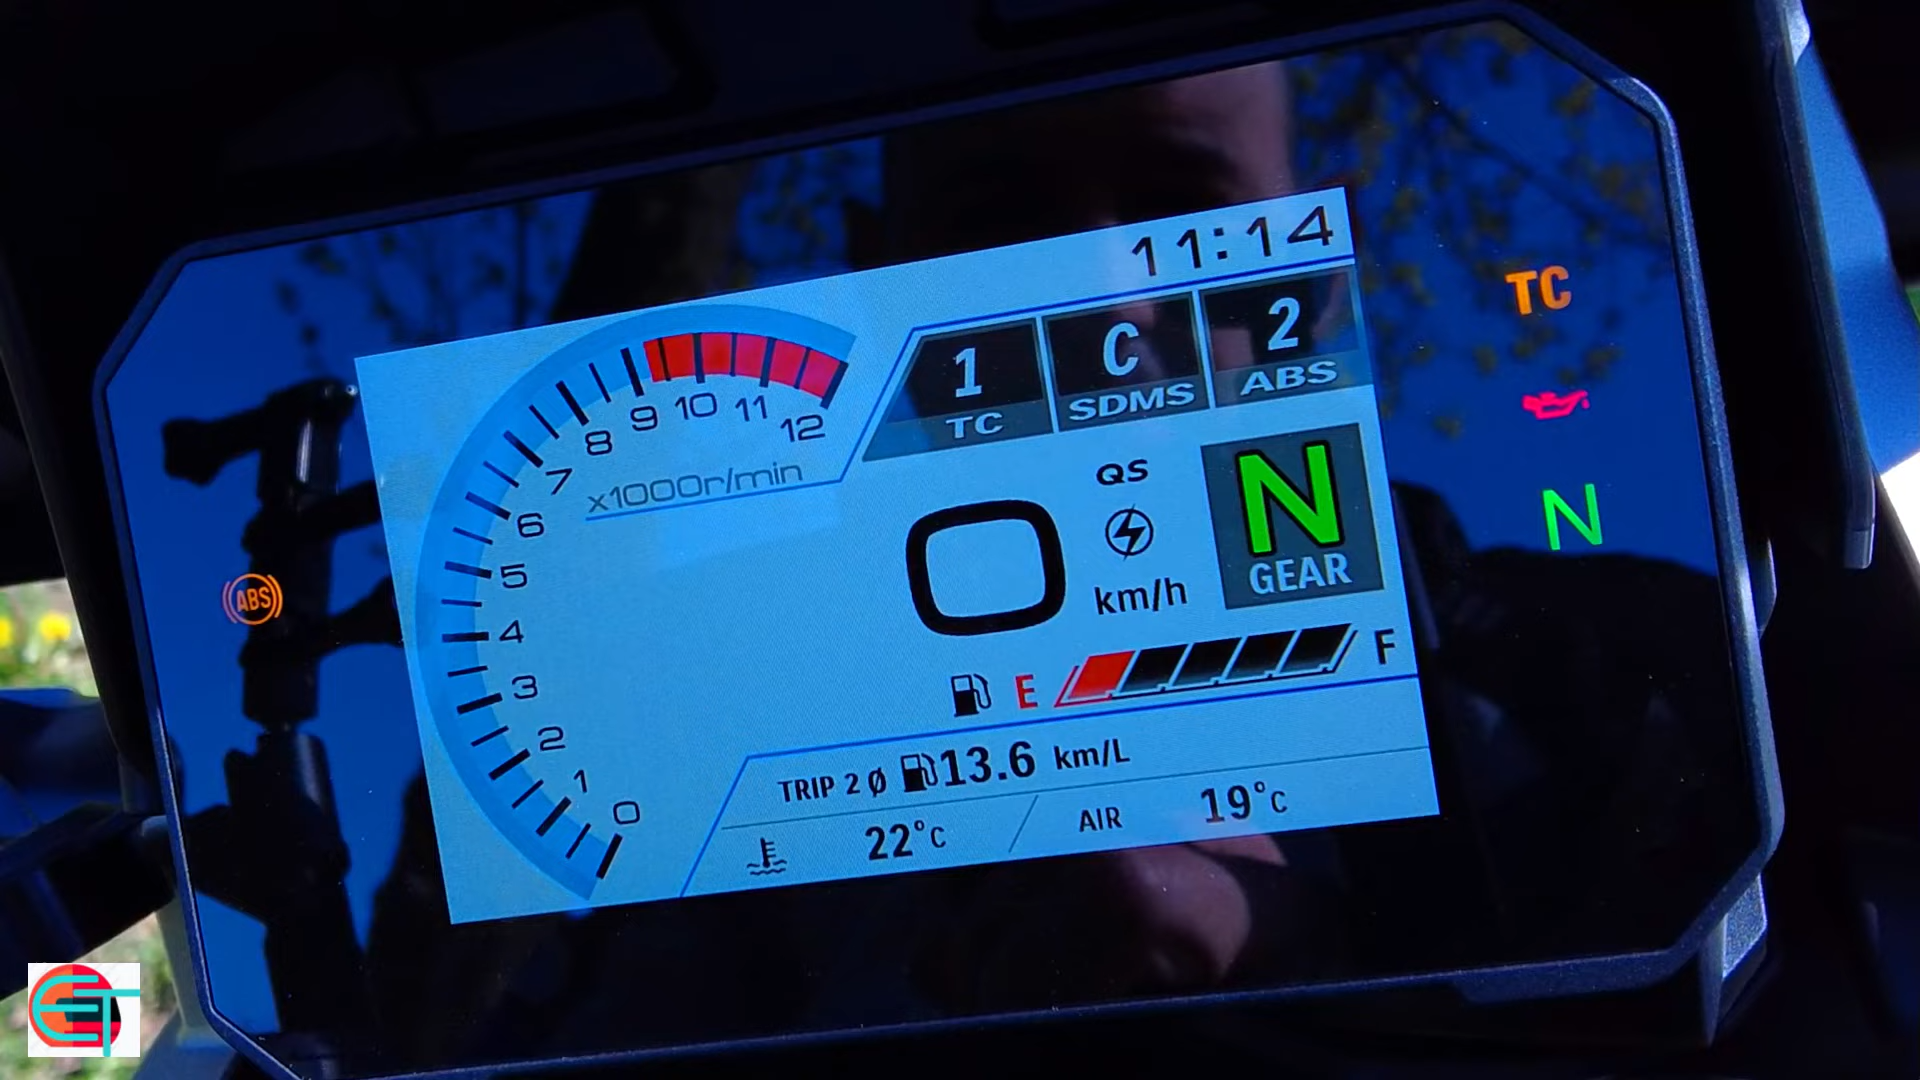 11:14
1
TC
C
SDMS
2
ABS
TC
9 10 11 12
8
7
x1000r/min
6
5
4
3
2
1
0
QS
km/h
0
N
GEAR
N
ABS
E F
TRIP 2 Ø 13.6 km/L
22°C AIR 19°C
ET